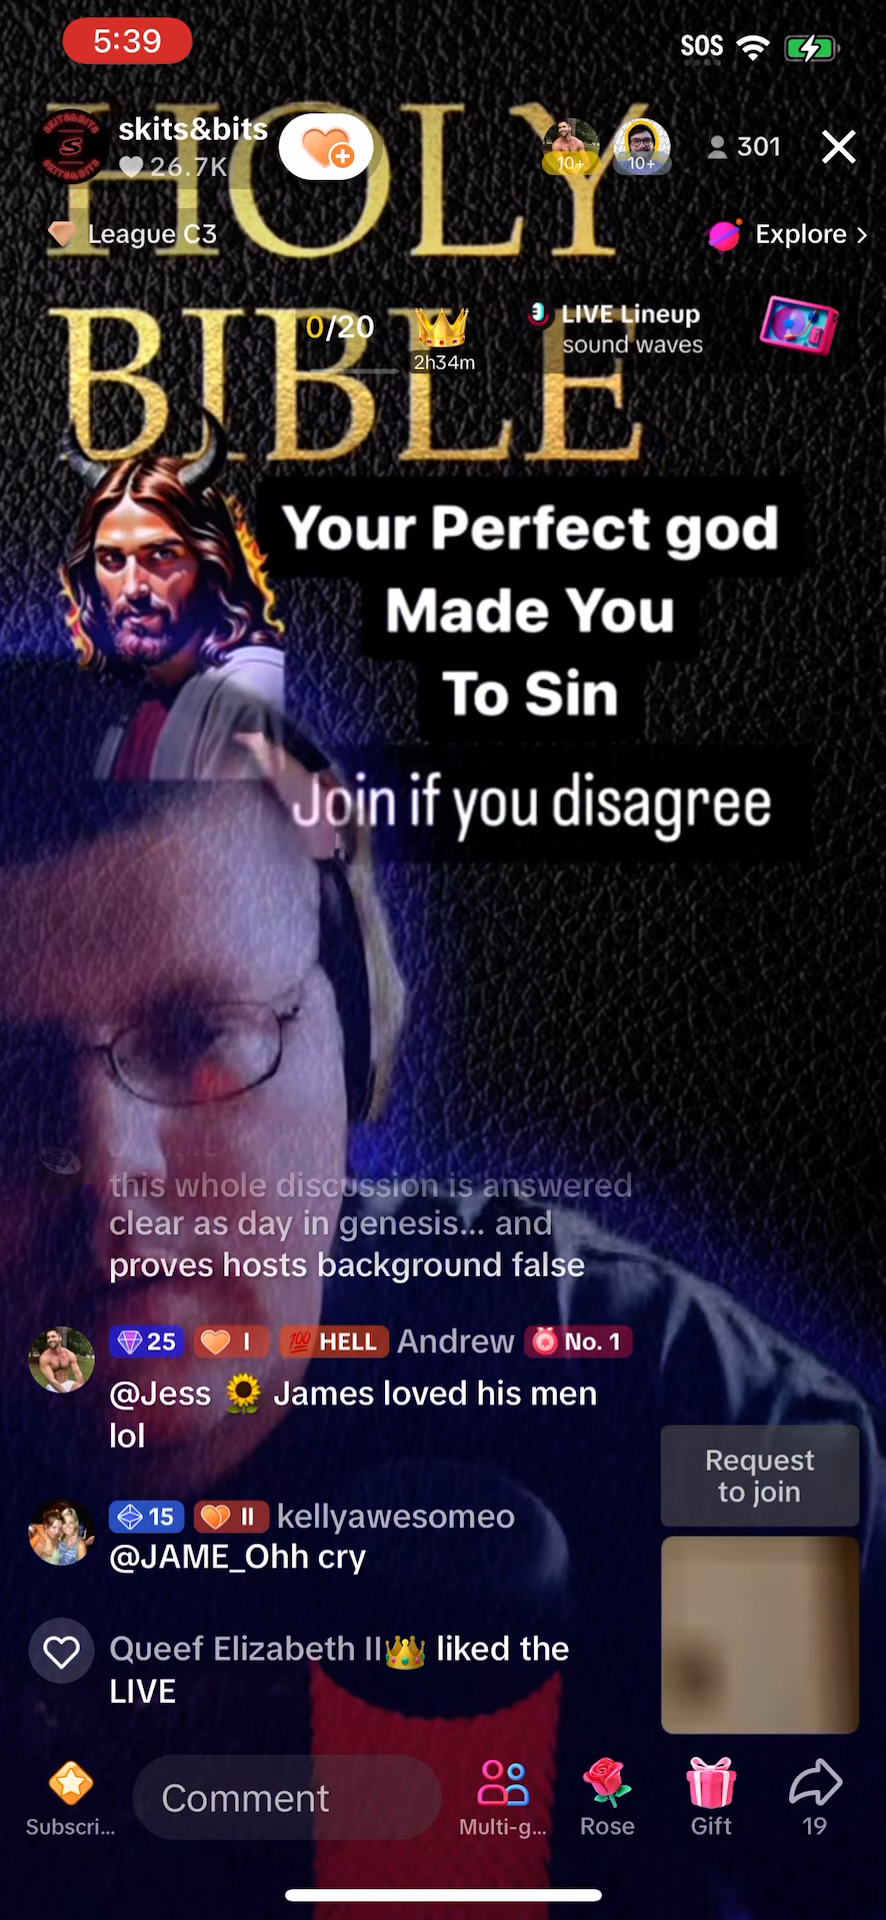 5:39
SOS
HOLY
skits&bits
26.7K
10+
10+
301
League C3
Explore >
BIBLE
0/20
2h34m
LIVE Lineup
sound waves
Your Perfect god
Made You
To Sin
Join if you disagree
this whole discussion is answered
clear as day in genesis... and
proves hosts background false
25 I 💯 HELL Andrew No. 1
@Jess 🌻 James loved his men
lol
15 II kellyawesomeo
@JAME_Ohh cry
Queef Elizabeth II👑 liked the
LIVE
Request
to join
Subscri...
Comment
Multi-g...
Rose
Gift
19